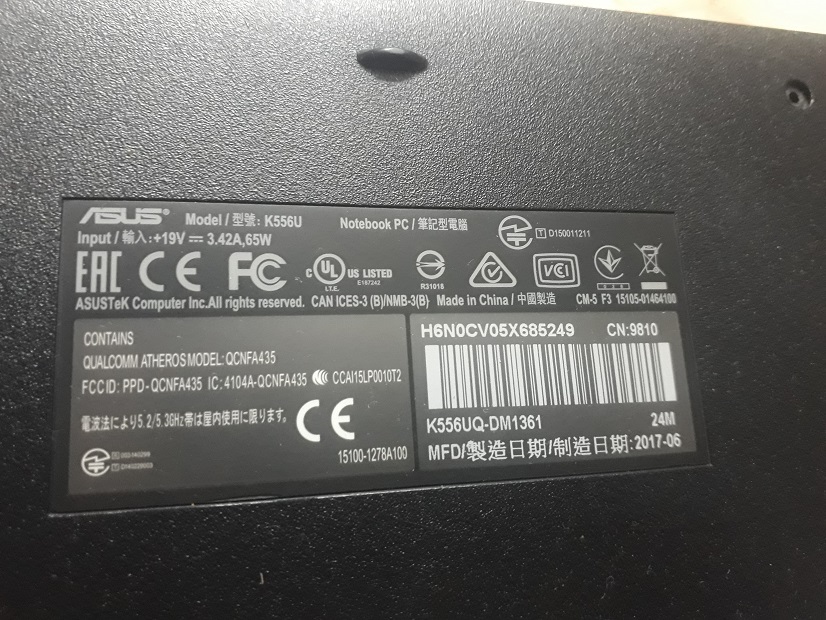 ASUS Model / 型號: K556U Notebook PC / 筆記型電腦
T D150011211
Input / 輸入: +19V ⎓ 3.42A, 65W
EAC CE FC C UL US LISTED
I.T.E. E187242 R31018 VCI
ASUSTeK Computer Inc. All rights reserved. CAN ICES-3 (B)/NMB-3(B) Made in China / 中國製造 CM-5 F3 15105-01464100
CONTAINS
QUALCOMM ATHEROS MODEL: QCNFA435
FCC ID: PPD-QCNFA435 IC: 4104A-QCNFA435 CCAI15LP0010T2
電波法により5.2/5.3GHz帯は屋内使用に限ります. CE
15100-1278A100
H6N0CV05X685249 CN:9810
K556UQ-DM1361 24M
MFD/製造日期/制造日期: 2017-06